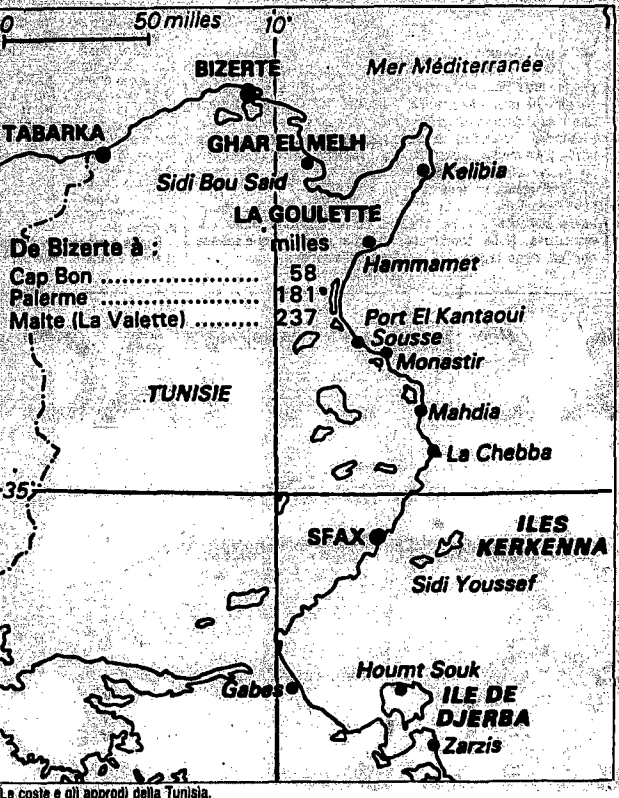 0 50 milles 10°
BIZERTE
Mer Méditerranée
TABARKA
GHAR EL MELH
Sidi Bou Said
Kelibia
LA GOULETTE
De Bizerte à : milles
Hammamet
Cap Bon ...................... 58
Palerme ...................... 181
Malte (La Valette) ......... 237
Port El Kantaoui
Sousse
Monastir
TUNISIE
Mahdia
La Chebba
35°
SFAX
ILES
KERKENNA
Sidi Youssef
Houmt Souk
Gabes
ILE DE
DJERBA
Zarzis
Le coste e gli approdi della Tunisia.